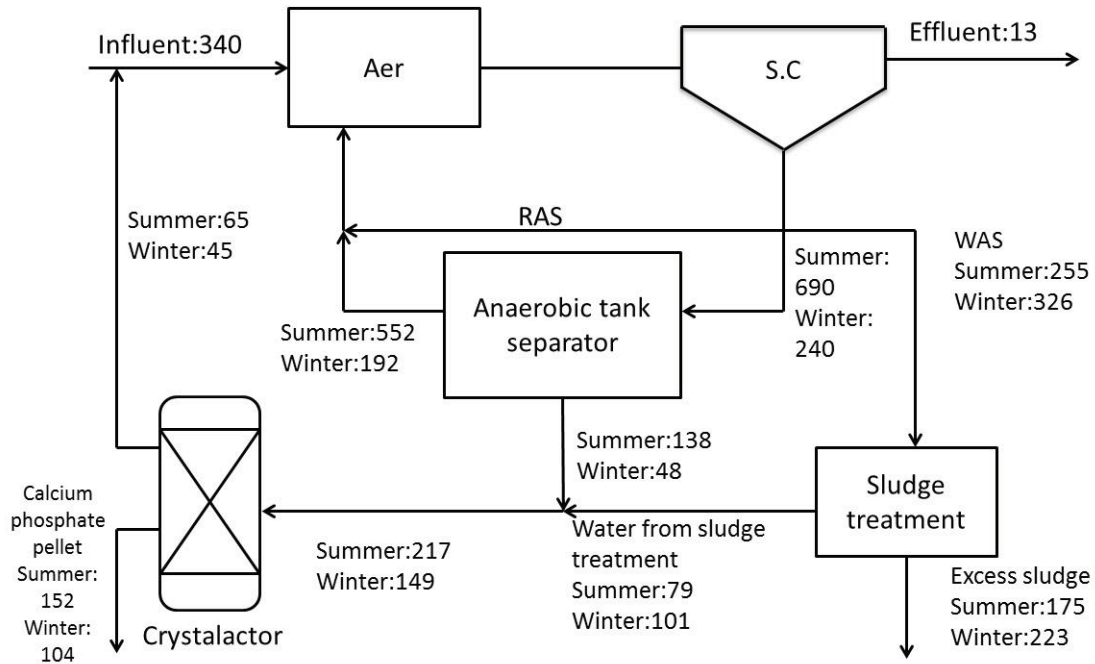 Influent:340
Aer
S.C
Effluent:13
Summer:65
Winter:45
RAS
WAS
Summer:255
Winter:326
Summer:
690
Winter:
240
Anaerobic tank
separator
Summer:552
Winter:192
Summer:138
Winter:48
Sludge
treatment
Calcium
phosphate
pellet
Summer:
152
Winter:
104
Crystalactor
Summer:217
Winter:149
Water from sludge
treatment
Summer:79
Winter:101
Excess sludge
Summer:175
Winter:223